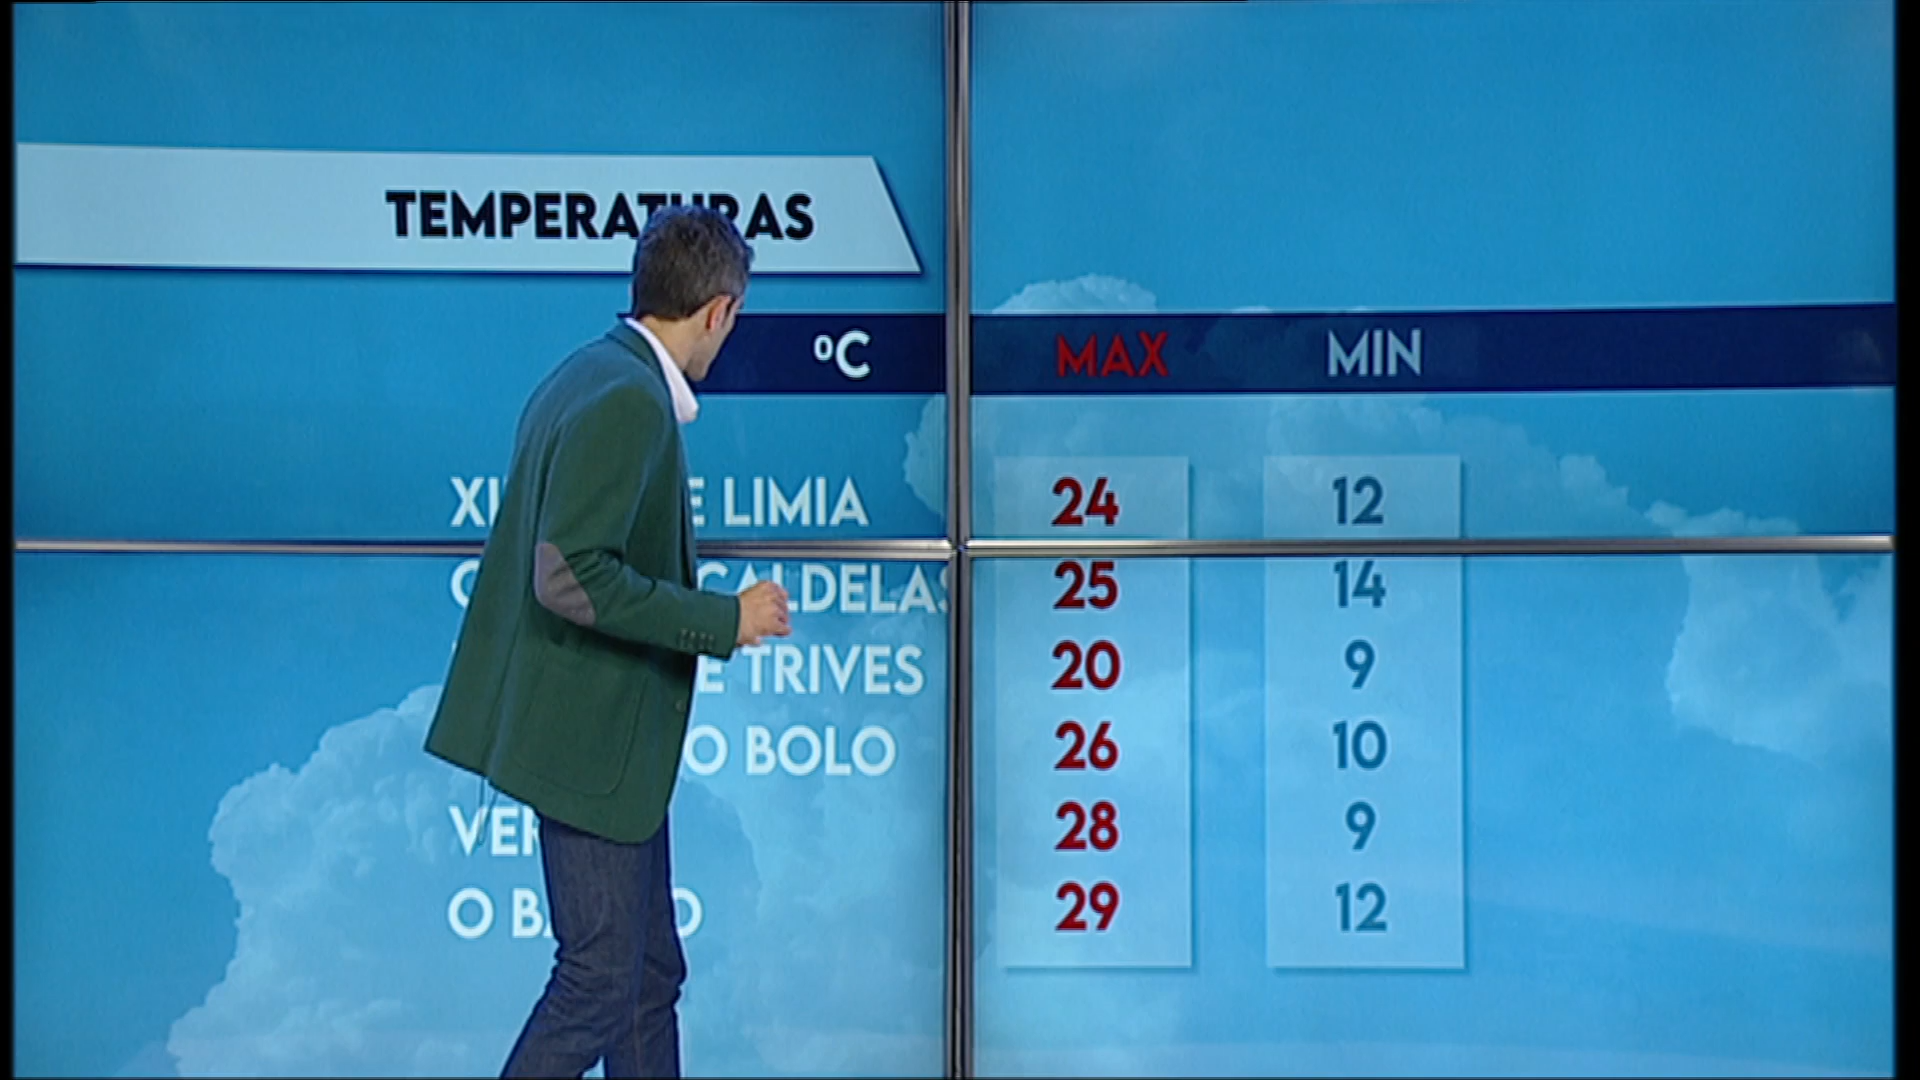 TEMPERATURAS
ºC MAX MIN
LIMIA 24 12
CALDELAS 25 14
TRIVES 20 9
O BOLO 26 10
28 9
O 29 12